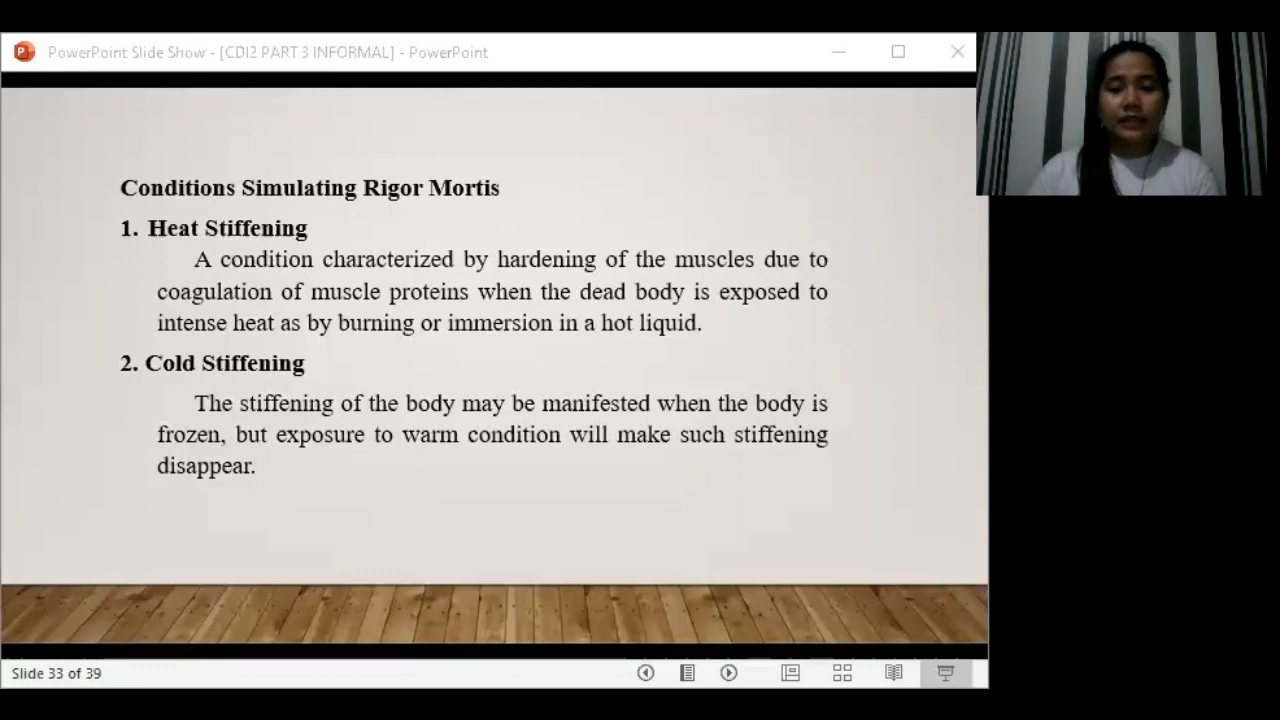 PowerPoint Slide Show - [CDI2 PART 3 INFORMAL] - PowerPoint
Conditions Simulating Rigor Mortis
1. Heat Stiffening
A condition characterized by hardening of the muscles due to
coagulation of muscle proteins when the dead body is exposed to
intense heat as by burning or immersion in a hot liquid.
2. Cold Stiffening
The stiffening of the body may be manifested when the body is
frozen, but exposure to warm condition will make such stiffening
disappear.
Slide 33 of 39